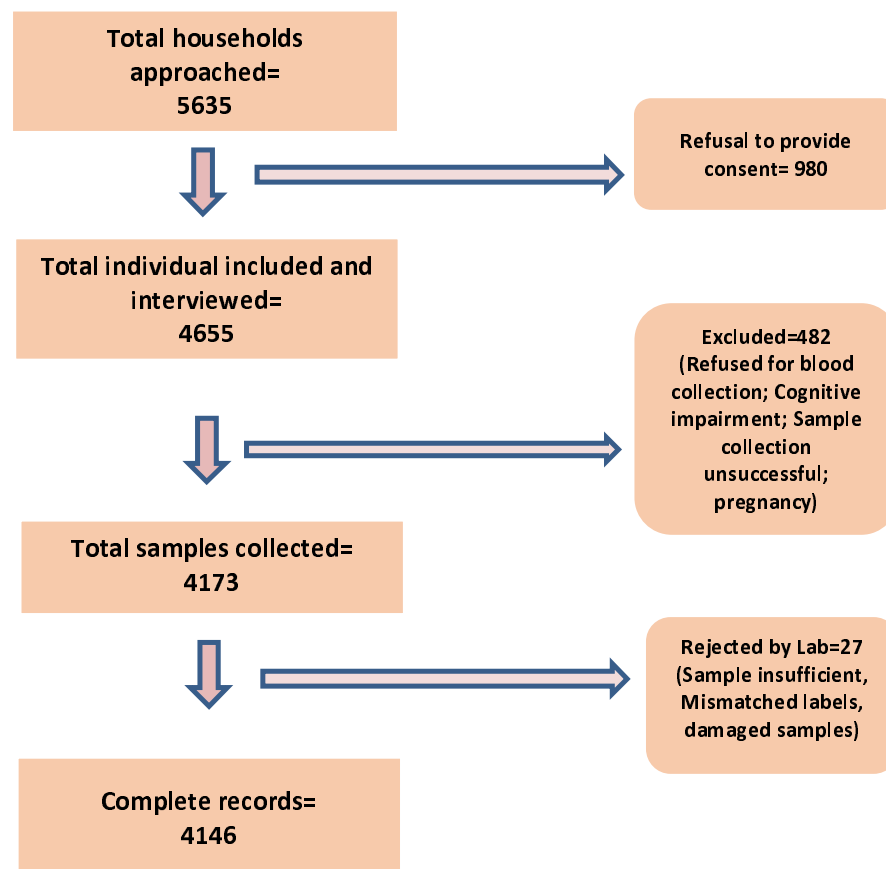 Total households
approached=
5635
Refusal to provide
consent= 980
Total individual included and
interviewed=
4655
Excluded=482
(Refused for blood
collection; Cognitive
impairment; Sample
collection
unsuccessful;
pregnancy)
Total samples collected=
4173
Rejected by Lab=27
(Sample insufficient,
Mismatched labels,
damaged samples)
Complete records=
4146